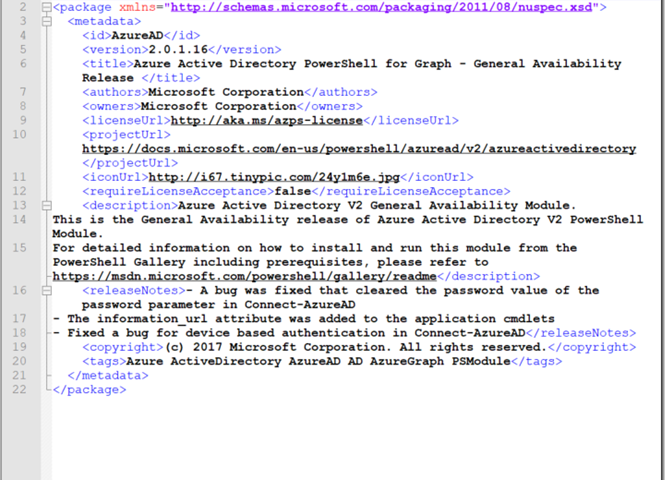 2 <package xmlns="http://schemas.microsoft.com/packaging/2011/08/nuspec.xsd">
3 <metadata>
4 <id>AzureAD</id>
5 <version>2.0.1.16</version>
6 <title>Azure Active Directory PowerShell for Graph - General Availability
Release </title>
7 <authors>Microsoft Corporation</authors>
8 <owners>Microsoft Corporation</owners>
9 <licenseUrl>http://aka.ms/azps-license</licenseUrl>
10 <projectUrl>
https://docs.microsoft.com/en-us/powershell/azuread/v2/azureactivedirectory
</projectUrl>
11 <iconUrl>http://i67.tinypic.com/24y1m6e.jpg</iconUrl>
12 <requireLicenseAcceptance>false</requireLicenseAcceptance>
13 <description>Azure Active Directory V2 General Availability Module.
14 This is the General Availability release of Azure Active Directory V2 PowerShell
Module.
15 For detailed information on how to install and run this module from the
PowerShell Gallery including prerequisites, please refer to
https://msdn.microsoft.com/powershell/gallery/readme</description>
16 <releaseNotes>- A bug was fixed that cleared the password value of the
password parameter in Connect-AzureAD
17 - The information_url attribute was added to the application cmdlets
18 - Fixed a bug for device based authentication in Connect-AzureAD</releaseNotes>
19 <copyright>(c) 2017 Microsoft Corporation. All rights reserved.</copyright>
20 <tags>Azure ActiveDirectory AzureAD AD AzureGraph PSModule</tags>
21 </metadata>
22 </package>